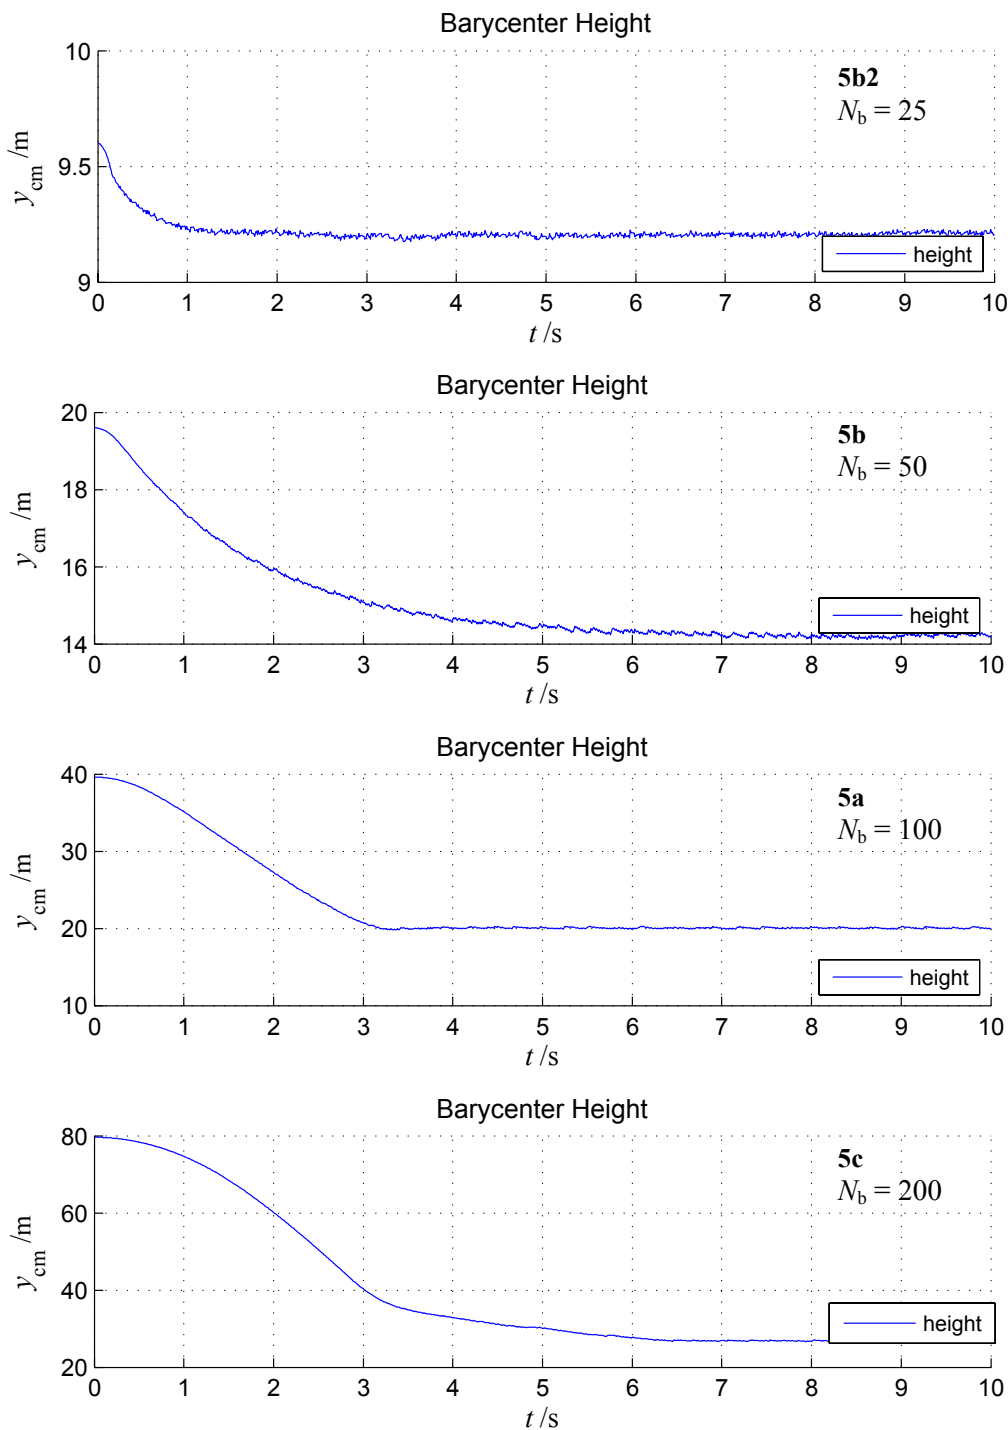 Barycenter Height
10
9.5
9
y_cm /m
5b2
N_b = 25
height
0 1 2 3 4 5 6 7 8 9 10
t /s
Barycenter Height
20
18
16
14
y_cm /m
5b
N_b = 50
height
0 1 2 3 4 5 6 7 8 9 10
t /s
Barycenter Height
40
30
20
10
y_cm /m
5a
N_b = 100
height
0 1 2 3 4 5 6 7 8 9 10
t /s
Barycenter Height
80
60
40
20
y_cm /m
5c
N_b = 200
height
0 1 2 3 4 5 6 7 8 9 10
t /s